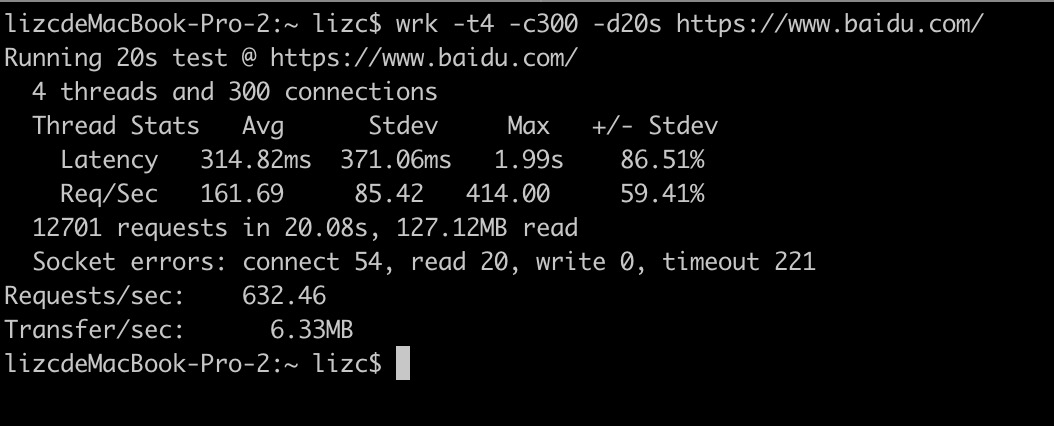 lizcdeMacBook-Pro-2:~ lizc$ wrk -t4 -c300 -d20s https://www.baidu.com/
Running 20s test @ https://www.baidu.com/
  4 threads and 300 connections
  Thread Stats   Avg      Stdev     Max   +/- Stdev
    Latency   314.82ms  371.06ms   1.99s    86.51%
    Req/Sec   161.69     85.42   414.00     59.41%
  12701 requests in 20.08s, 127.12MB read
  Socket errors: connect 54, read 20, write 0, timeout 221
Requests/sec:    632.46
Transfer/sec:      6.33MB
lizcdeMacBook-Pro-2:~ lizc$